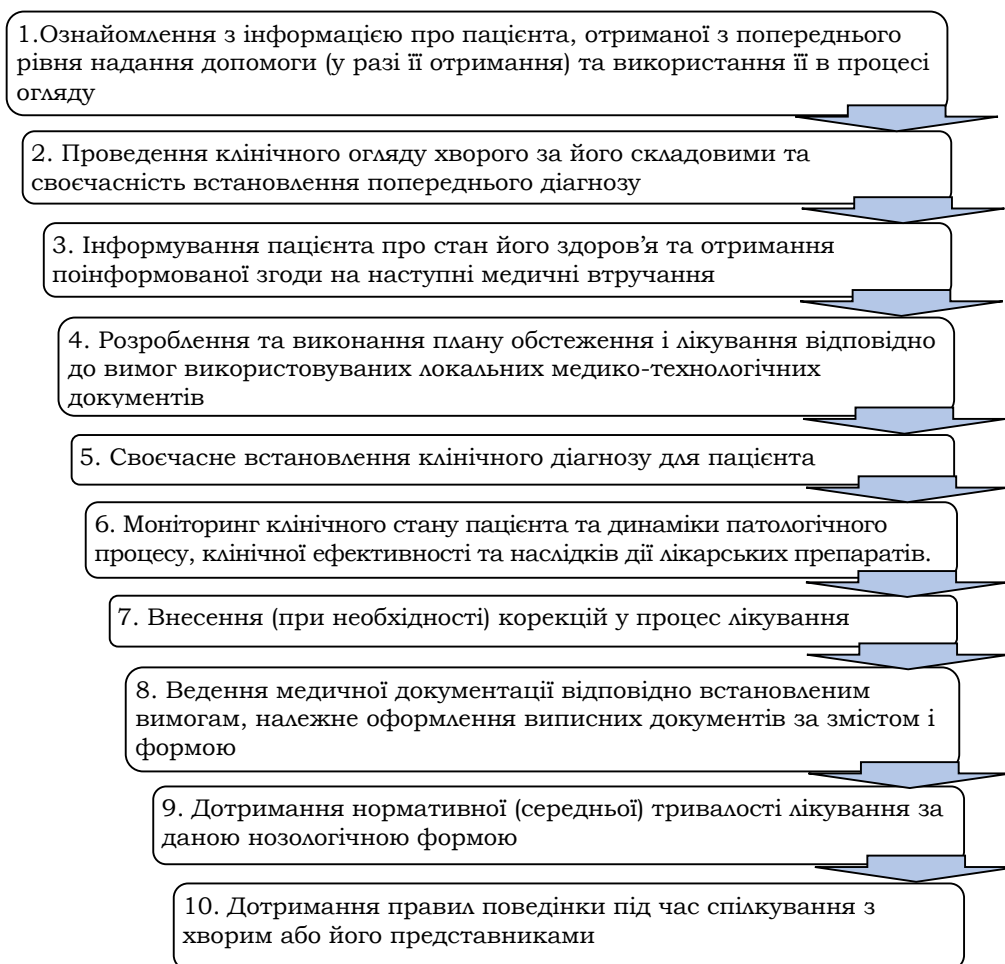 1.Ознайомлення з інформацією про пацієнта, отриманої з попереднього
рівня надання допомоги (у разі її отримання) та використання її в процесі
огляду
2. Проведення клінічного огляду хворого за його складовими та
своєчасність встановлення попереднього діагнозу
3. Інформування пацієнта про стан його здоров’я та отримання
поінформованої згоди на наступні медичні втручання
4. Розроблення та виконання плану обстеження і лікування відповідно
до вимог використовуваних локальних медико-технологічних
документів
5. Своєчасне встановлення клінічного діагнозу для пацієнта
6. Моніторинг клінічного стану пацієнта та динаміки патологічного
процесу, клінічної ефективності та наслідків дії лікарських препаратів.
7. Внесення (при необхідності) корекцій у процес лікування
8. Ведення медичної документації відповідно встановленим
вимогам, належне оформлення виписних документів за змістом і
формою
9. Дотримання нормативної (середньої) тривалості лікування за
даною нозологічною формою
10. Дотримання правил поведінки під час спілкування з
хворим або його представниками